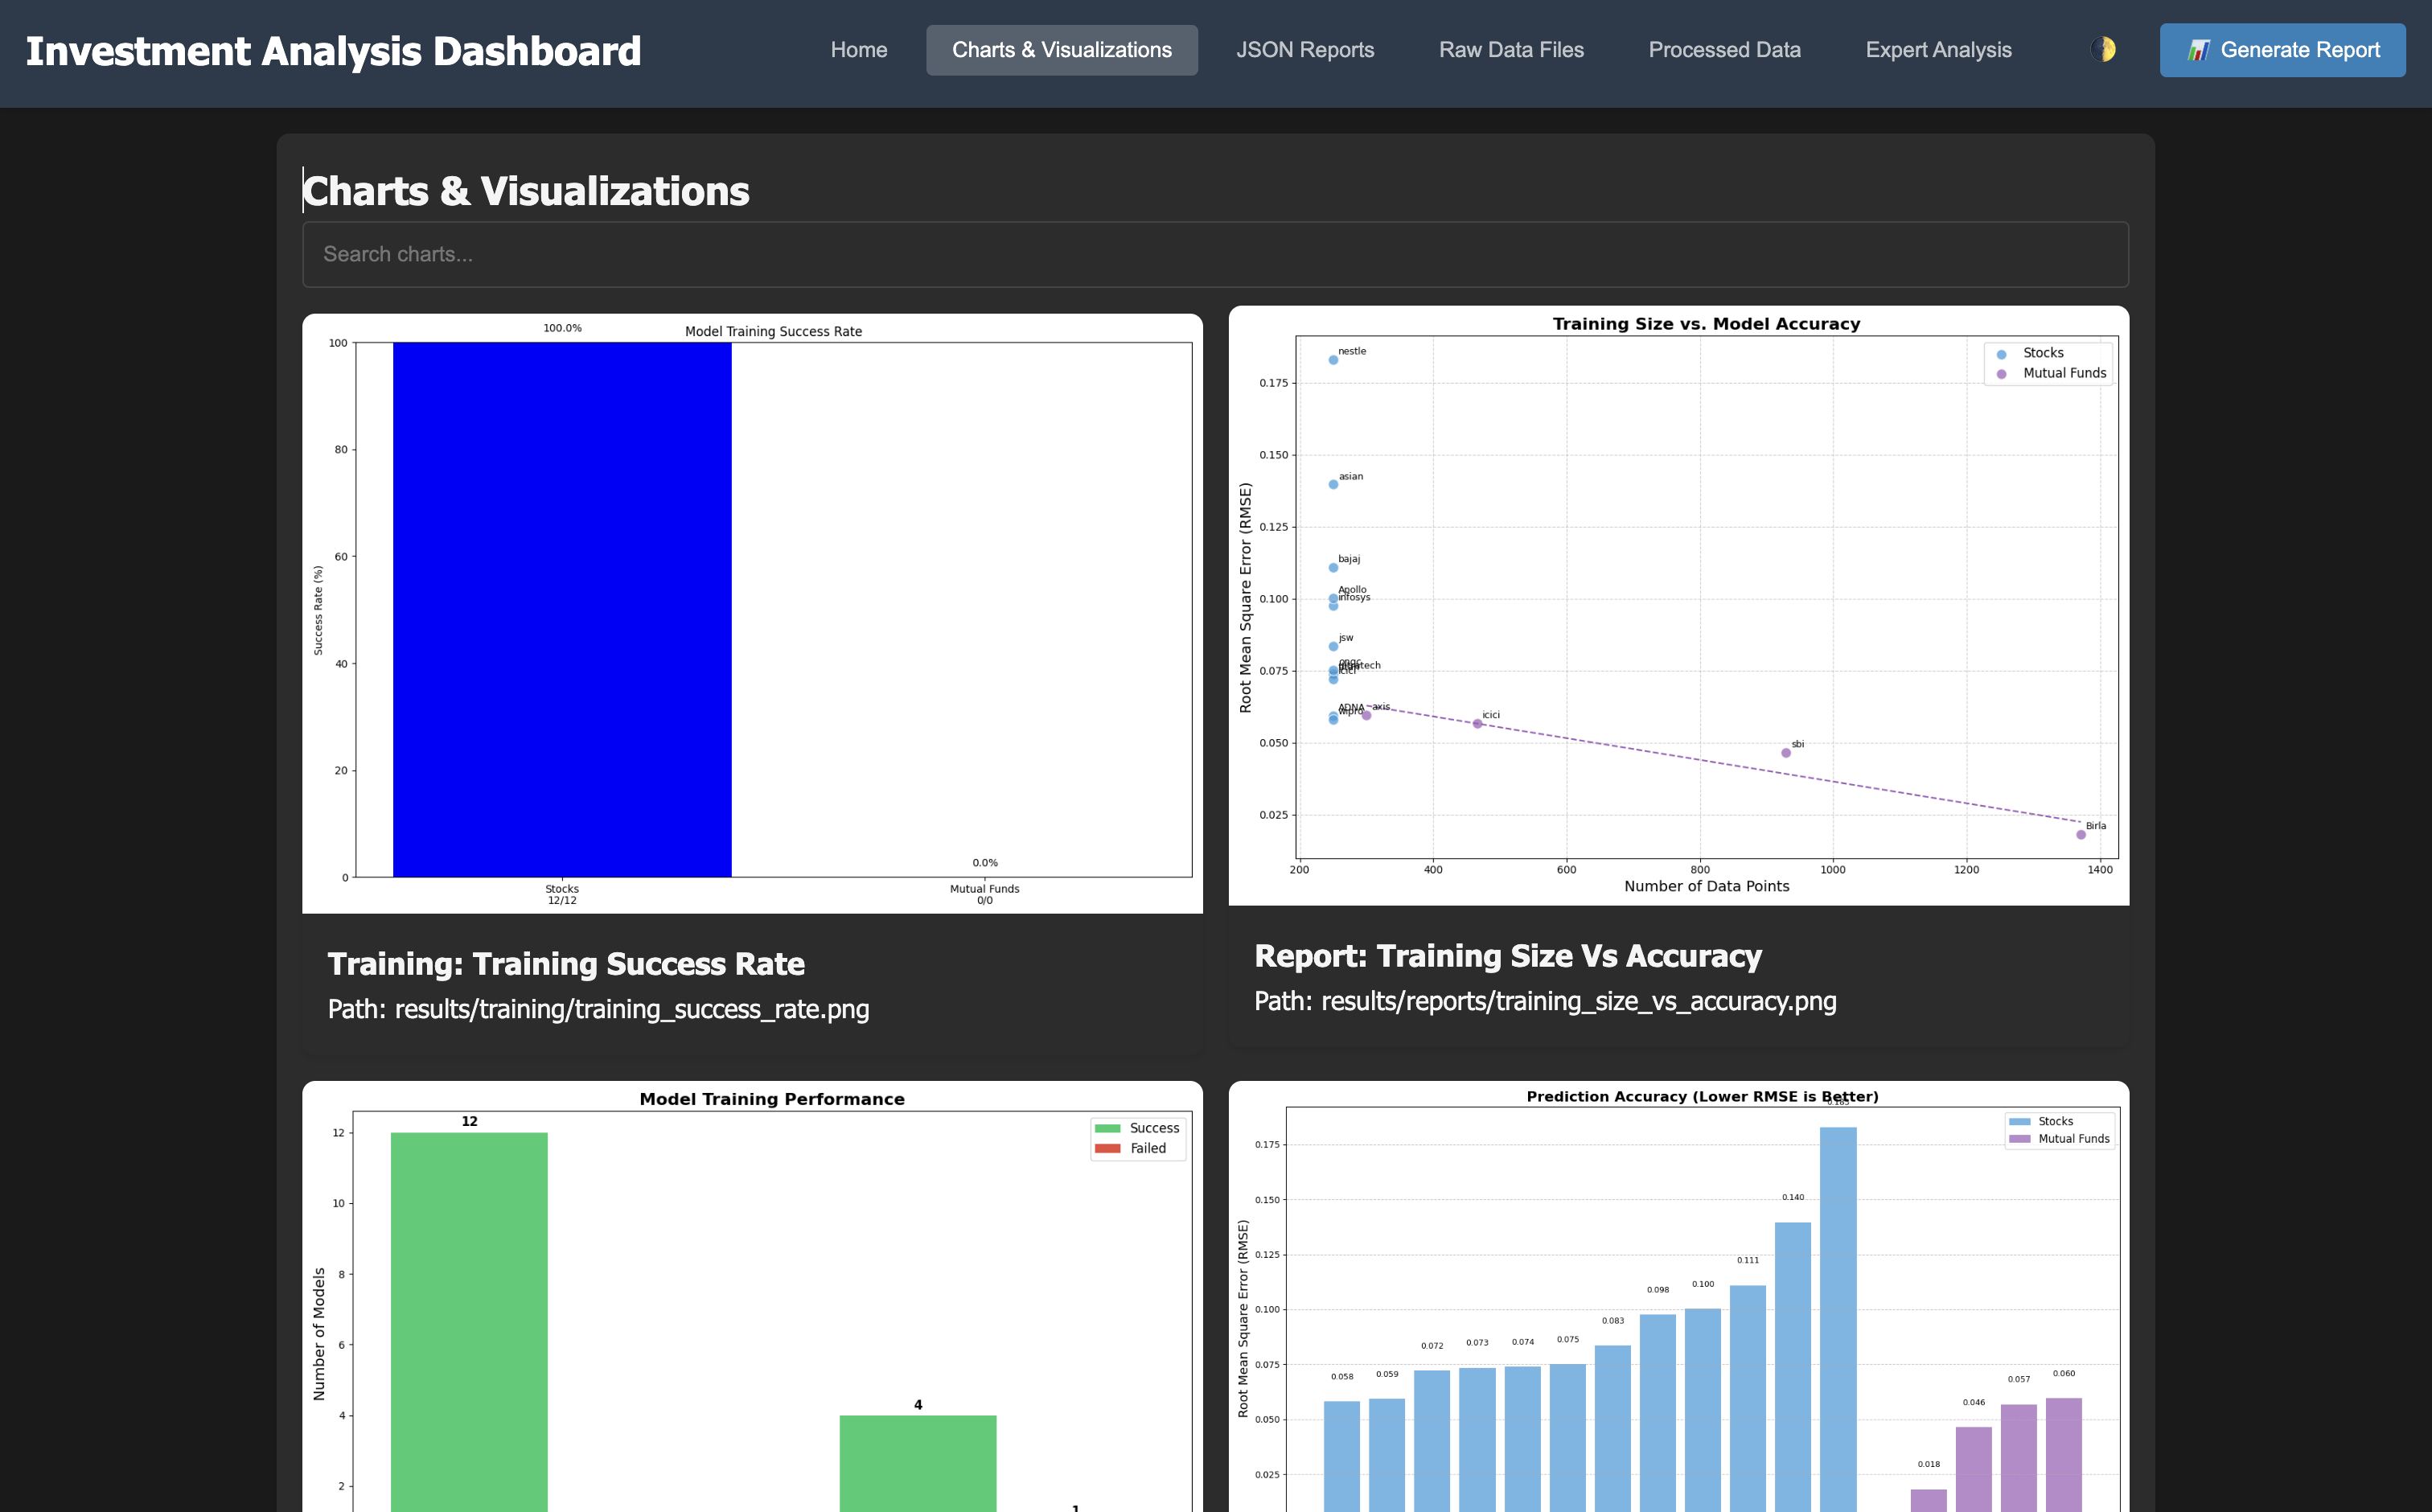 Investment Analysis Dashboard
Home
Charts & Visualizations
JSON Reports
Raw Data Files
Processed Data
Expert Analysis
Generate Report
Charts & Visualizations
Search charts...
Model Training Success Rate
100.0%
100
80
60
40
20
0
Success Rate (%)
0.0%
Stocks
12/12
Mutual Funds
0/0
Training: Training Success Rate
Path: results/training/training_success_rate.png
Training Size vs. Model Accuracy
Stocks
Mutual Funds
Root Mean Square Error (RMSE)
0.175
0.150
0.125
0.100
0.075
0.050
0.025
nestle
asian
bajaj
Apollo
infosys
jsw
icici
ADNA
axis
wipro
icici
sbi
Birla
200
400
600
800
1000
1200
1400
Number of Data Points
Report: Training Size Vs Accuracy
Path: results/reports/training_size_vs_accuracy.png
Model Training Performance
12
Success
Failed
12
10
8
6
4
2
Number of Models
4
1
Prediction Accuracy (Lower RMSE is Better)
Stocks
Mutual Funds
Root Mean Square Error (RMSE)
0.175
0.150
0.125
0.100
0.075
0.050
0.025
0.058
0.059
0.072
0.073
0.074
0.075
0.083
0.098
0.100
0.111
0.140
0.183
0.018
0.046
0.057
0.060